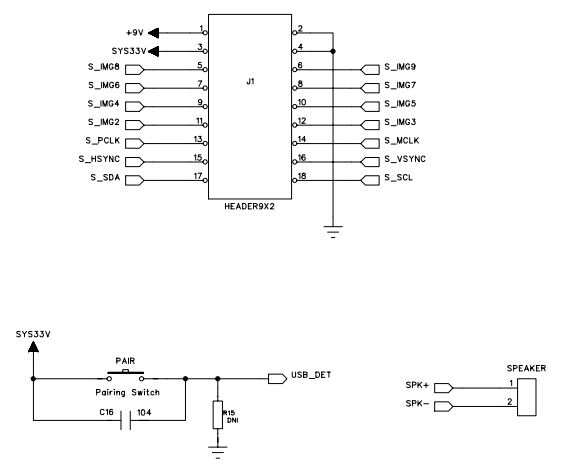 +9V 1 2
SYS33V 3 4
S_IMG8 5 6 S_IMG9
J1
S_IMG6 7 8 S_IMG7
S_IMG4 9 10 S_IMG5
S_IMG2 11 12 S_IMG3
S_PCLK 13 14 S_MCLK
S_HSYNC 15 16 S_VSYNC
S_SDA 17 18 S_SCL
HEADER9X2
SYS33V
PAIR
Pairing Switch
USB_DET
C16 104
R15
DNI
SPEAKER
SPK+ 1
SPK- 2